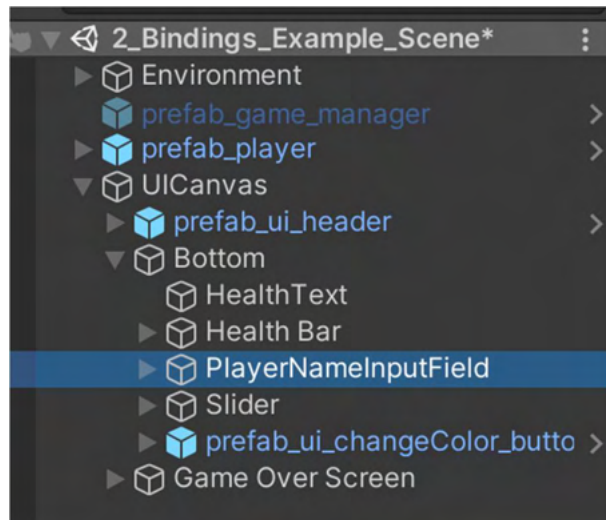 2_Bindings_Example_Scene*
Environment
prefab_game_manager
prefab_player
UICanvas
prefab_ui_header
Bottom
HealthText
Health Bar
PlayerNameInputField
Slider
prefab_ui_changeColor_butto
Game Over Screen